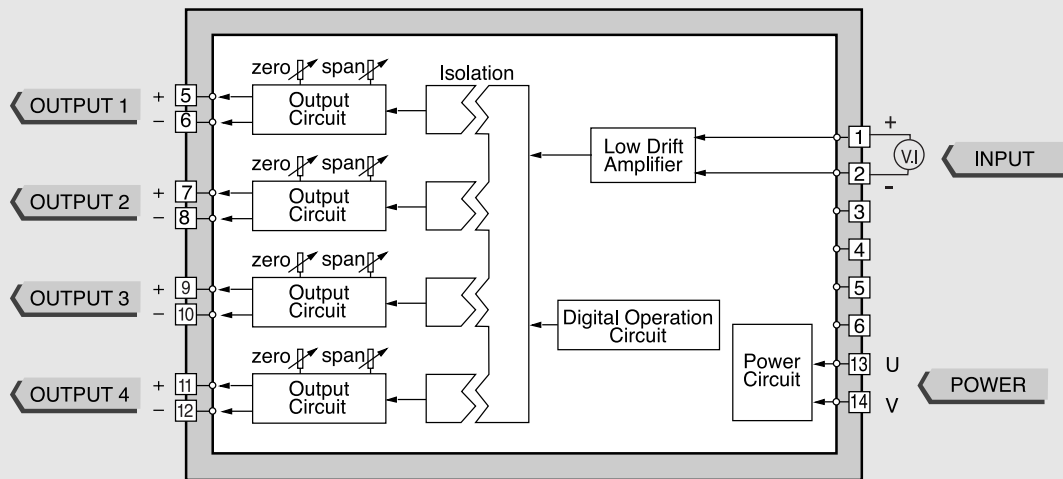 Isolation
zero span
OUTPUT 1
+ 5
− 6
Output
Circuit
Low Drift
Amplifier
1 +
V.I
2 -
INPUT
zero span
OUTPUT 2
+ 7
− 8
Output
Circuit
3
4
zero span
OUTPUT 3
+ 9
− 10
Output
Circuit
Digital Operation
Circuit
5
6
zero span
OUTPUT 4
+ 11
− 12
Output
Circuit
Power
Circuit
13 U
14 V
POWER